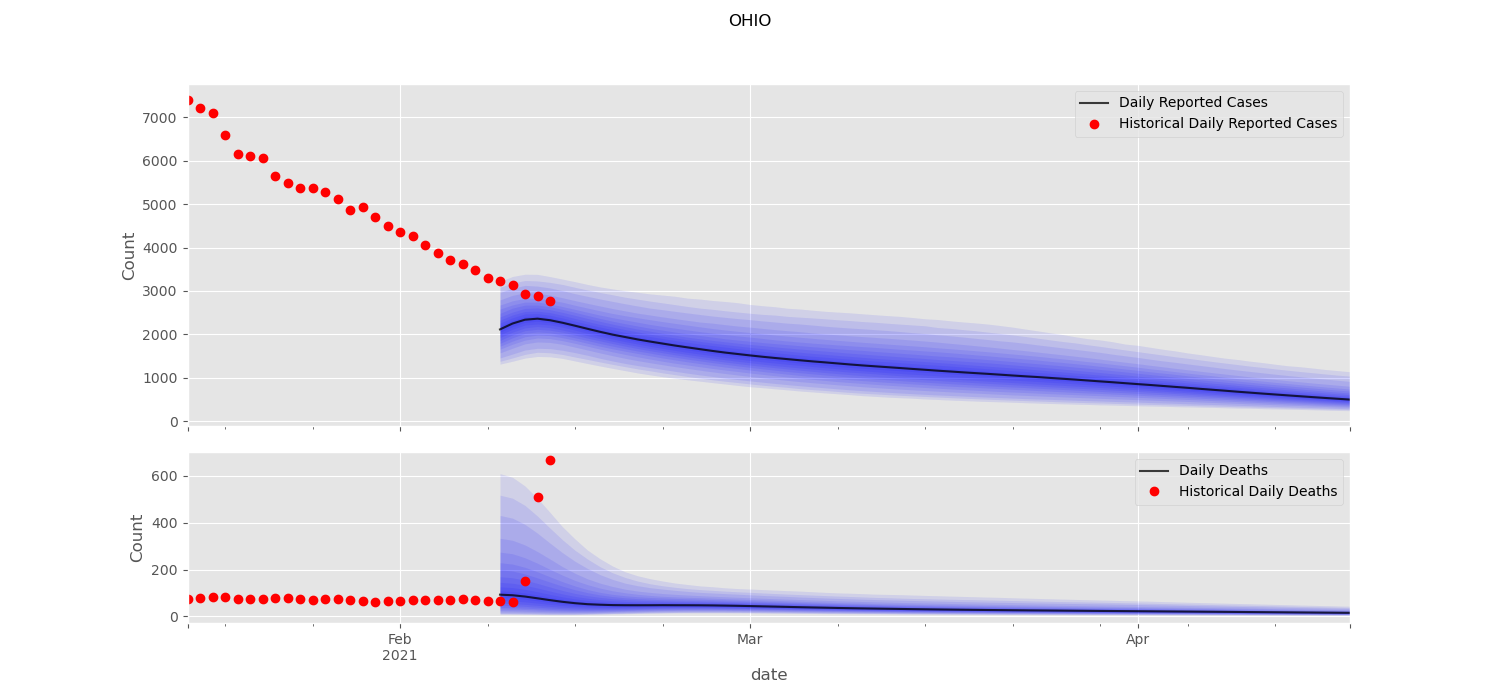 OHIO
7000
6000
5000
4000
3000
2000
1000
0
Count
Daily Reported Cases
Historical Daily Reported Cases
600
400
200
0
Count
Daily Deaths
Historical Daily Deaths
Feb
2021
Mar
Apr
date